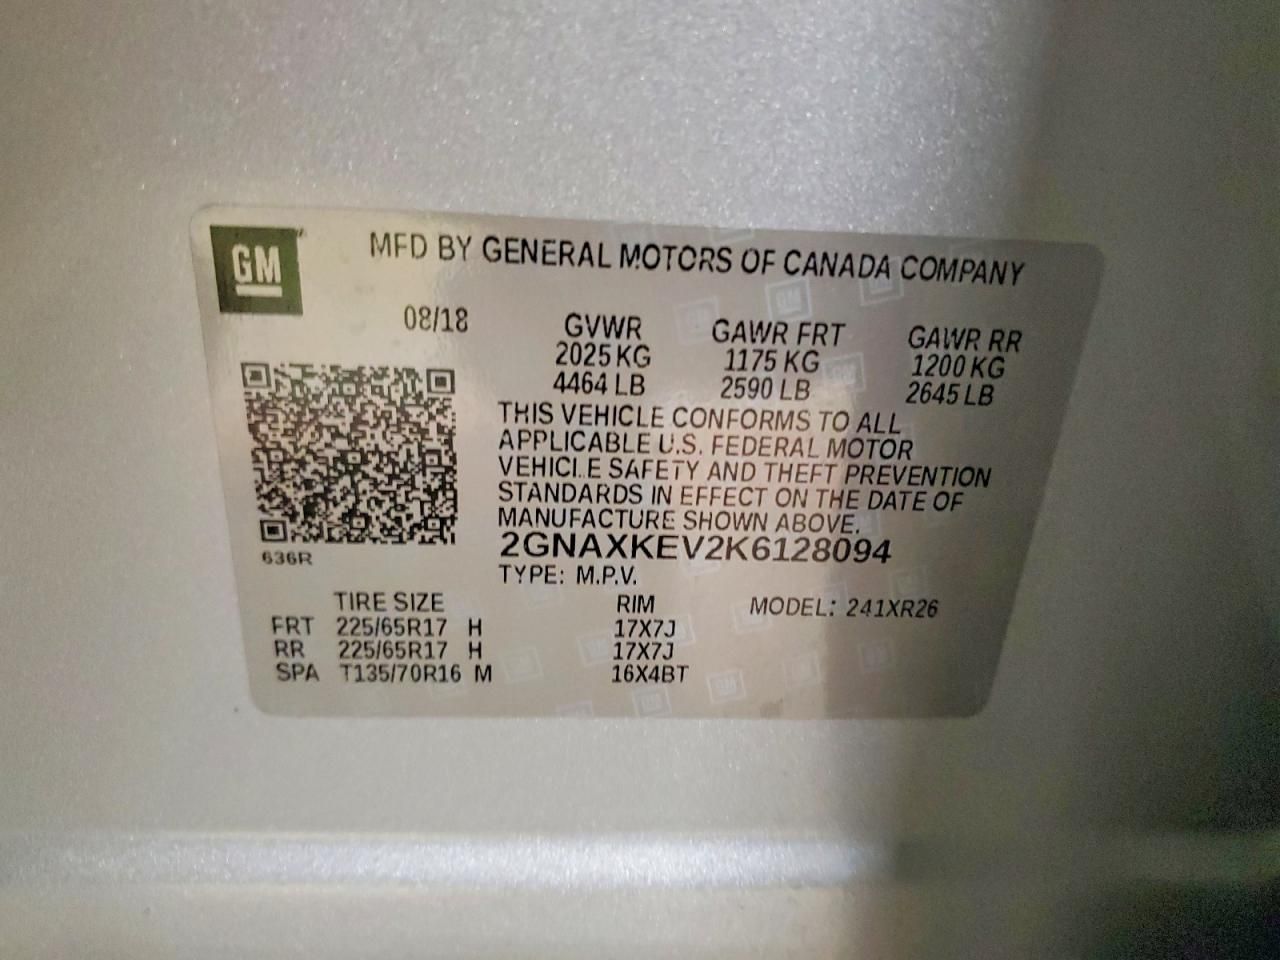 GM
MFD BY GENERAL MOTORS OF CANADA COMPANY
08/18
GVWR GAWR FRT GAWR RR
2025 KG 1175 KG 1200 KG
4464 LB 2590 LB 2645 LB
THIS VEHICLE CONFORMS TO ALL
APPLICABLE U.S. FEDERAL MOTOR
VEHICLE SAFETY AND THEFT PREVENTION
STANDARDS IN EFFECT ON THE DATE OF
MANUFACTURE SHOWN ABOVE.
2GNAXKEV2K6128094
636R
TYPE: M.P.V.
TIRE SIZE RIM MODEL: 241XR26
FRT 225/65R17 H 17X7J
RR 225/65R17 H 17X7J
SPA T135/70R16 M 16X4BT